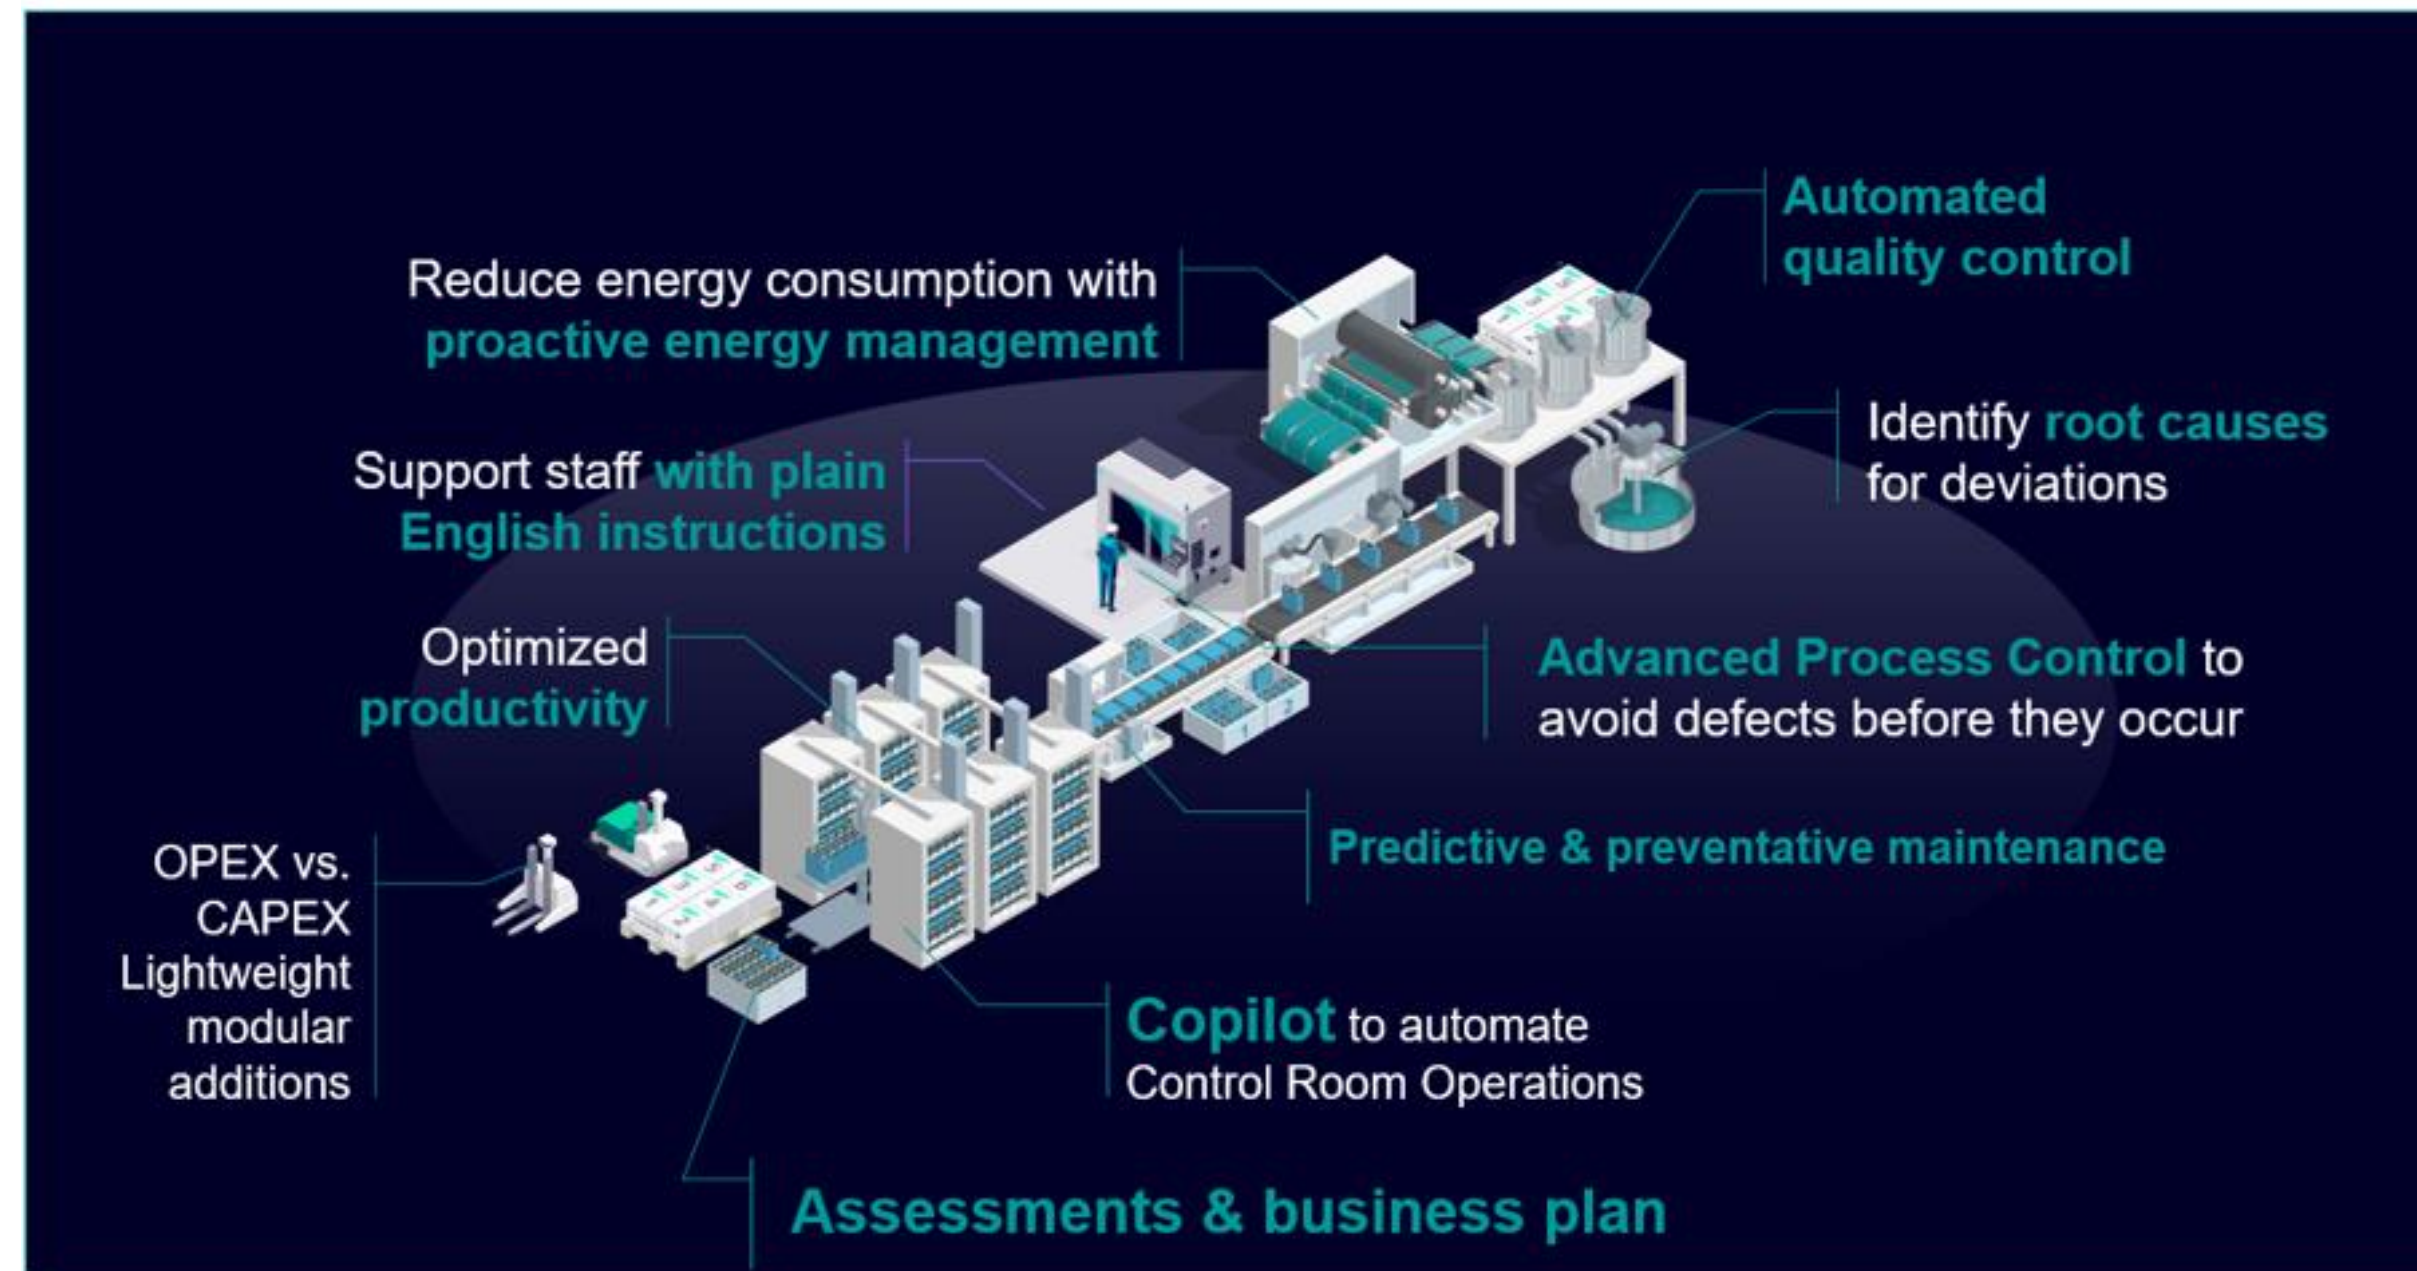 Automated
quality control
Reduce energy consumption with
proactive energy management
Identify root causes
for deviations
Support staff with plain
English instructions
Optimized
productivity
Advanced Process Control to
avoid defects before they occur
Predictive & preventative maintenance
OPEX vs.
CAPEX
Lightweight
modular
additions
Copilot to automate
Control Room Operations
Assessments & business plan